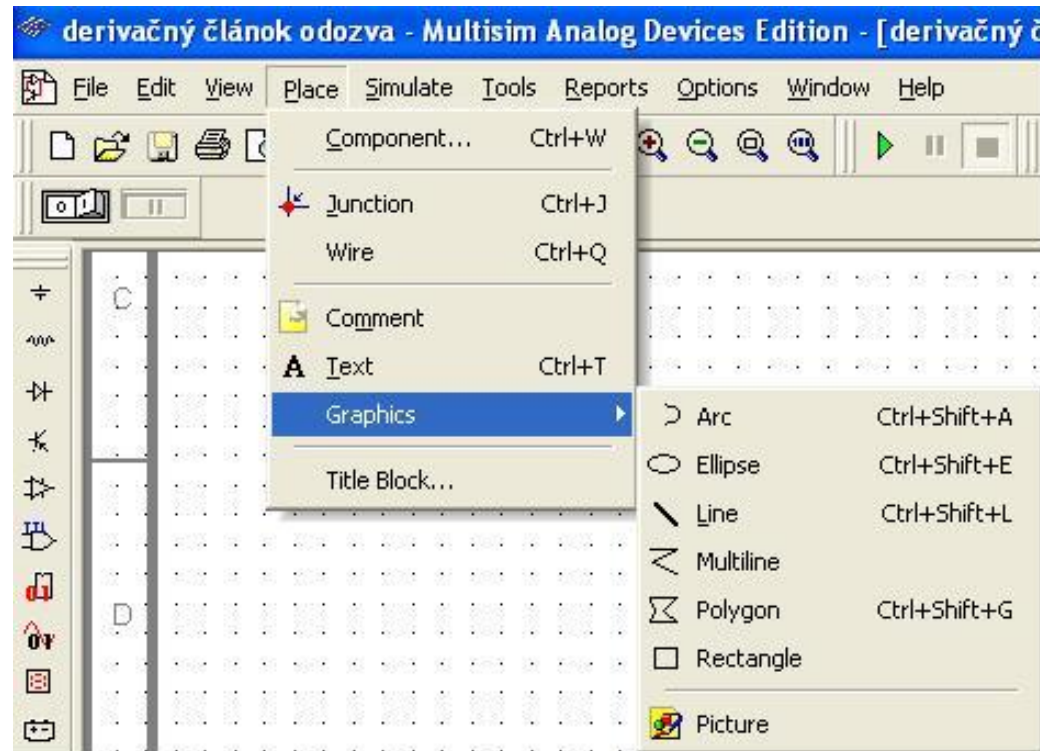 derivačný článok odozva - Multisim Analog Devices Edition - [derivačný č
File Edit View Place Simulate Tools Reports Options Window Help
Component... Ctrl+W
Junction Ctrl+J
Wire Ctrl+Q
Comment
Text Ctrl+T
Graphics
Title Block...
Arc Ctrl+Shift+A
Ellipse Ctrl+Shift+E
Line Ctrl+Shift+L
Multiline
Polygon Ctrl+Shift+G
Rectangle
Picture
C
D